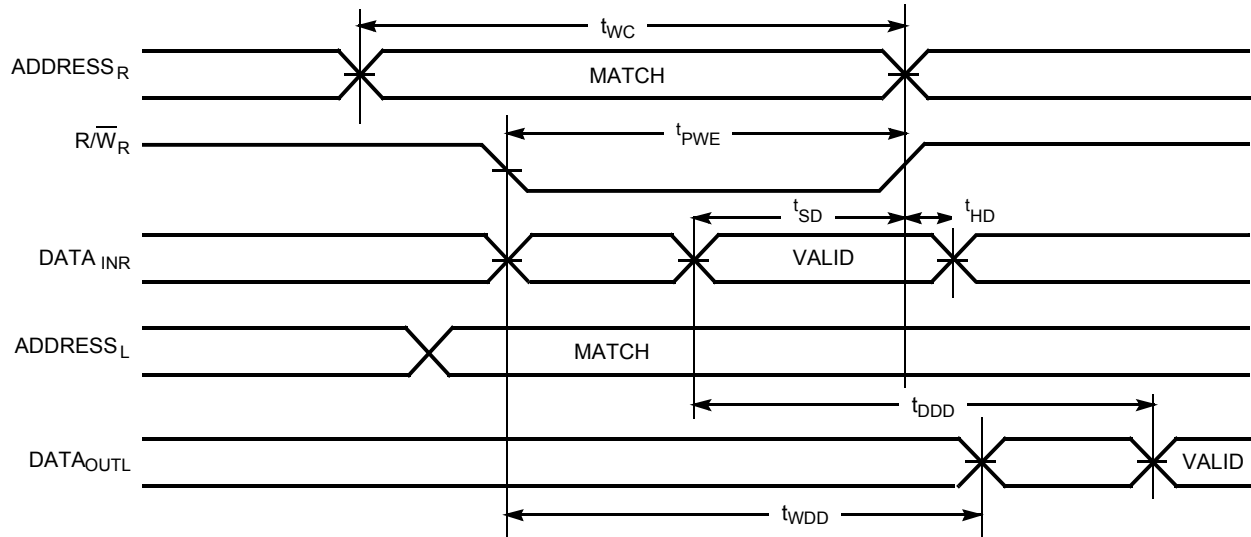 tWC
ADDRESSR MATCH
R/W̅R tPWE
tSD tHD
DATA INR VALID
ADDRESSL MATCH
tDDD
DATAOUTL VALID
tWDD